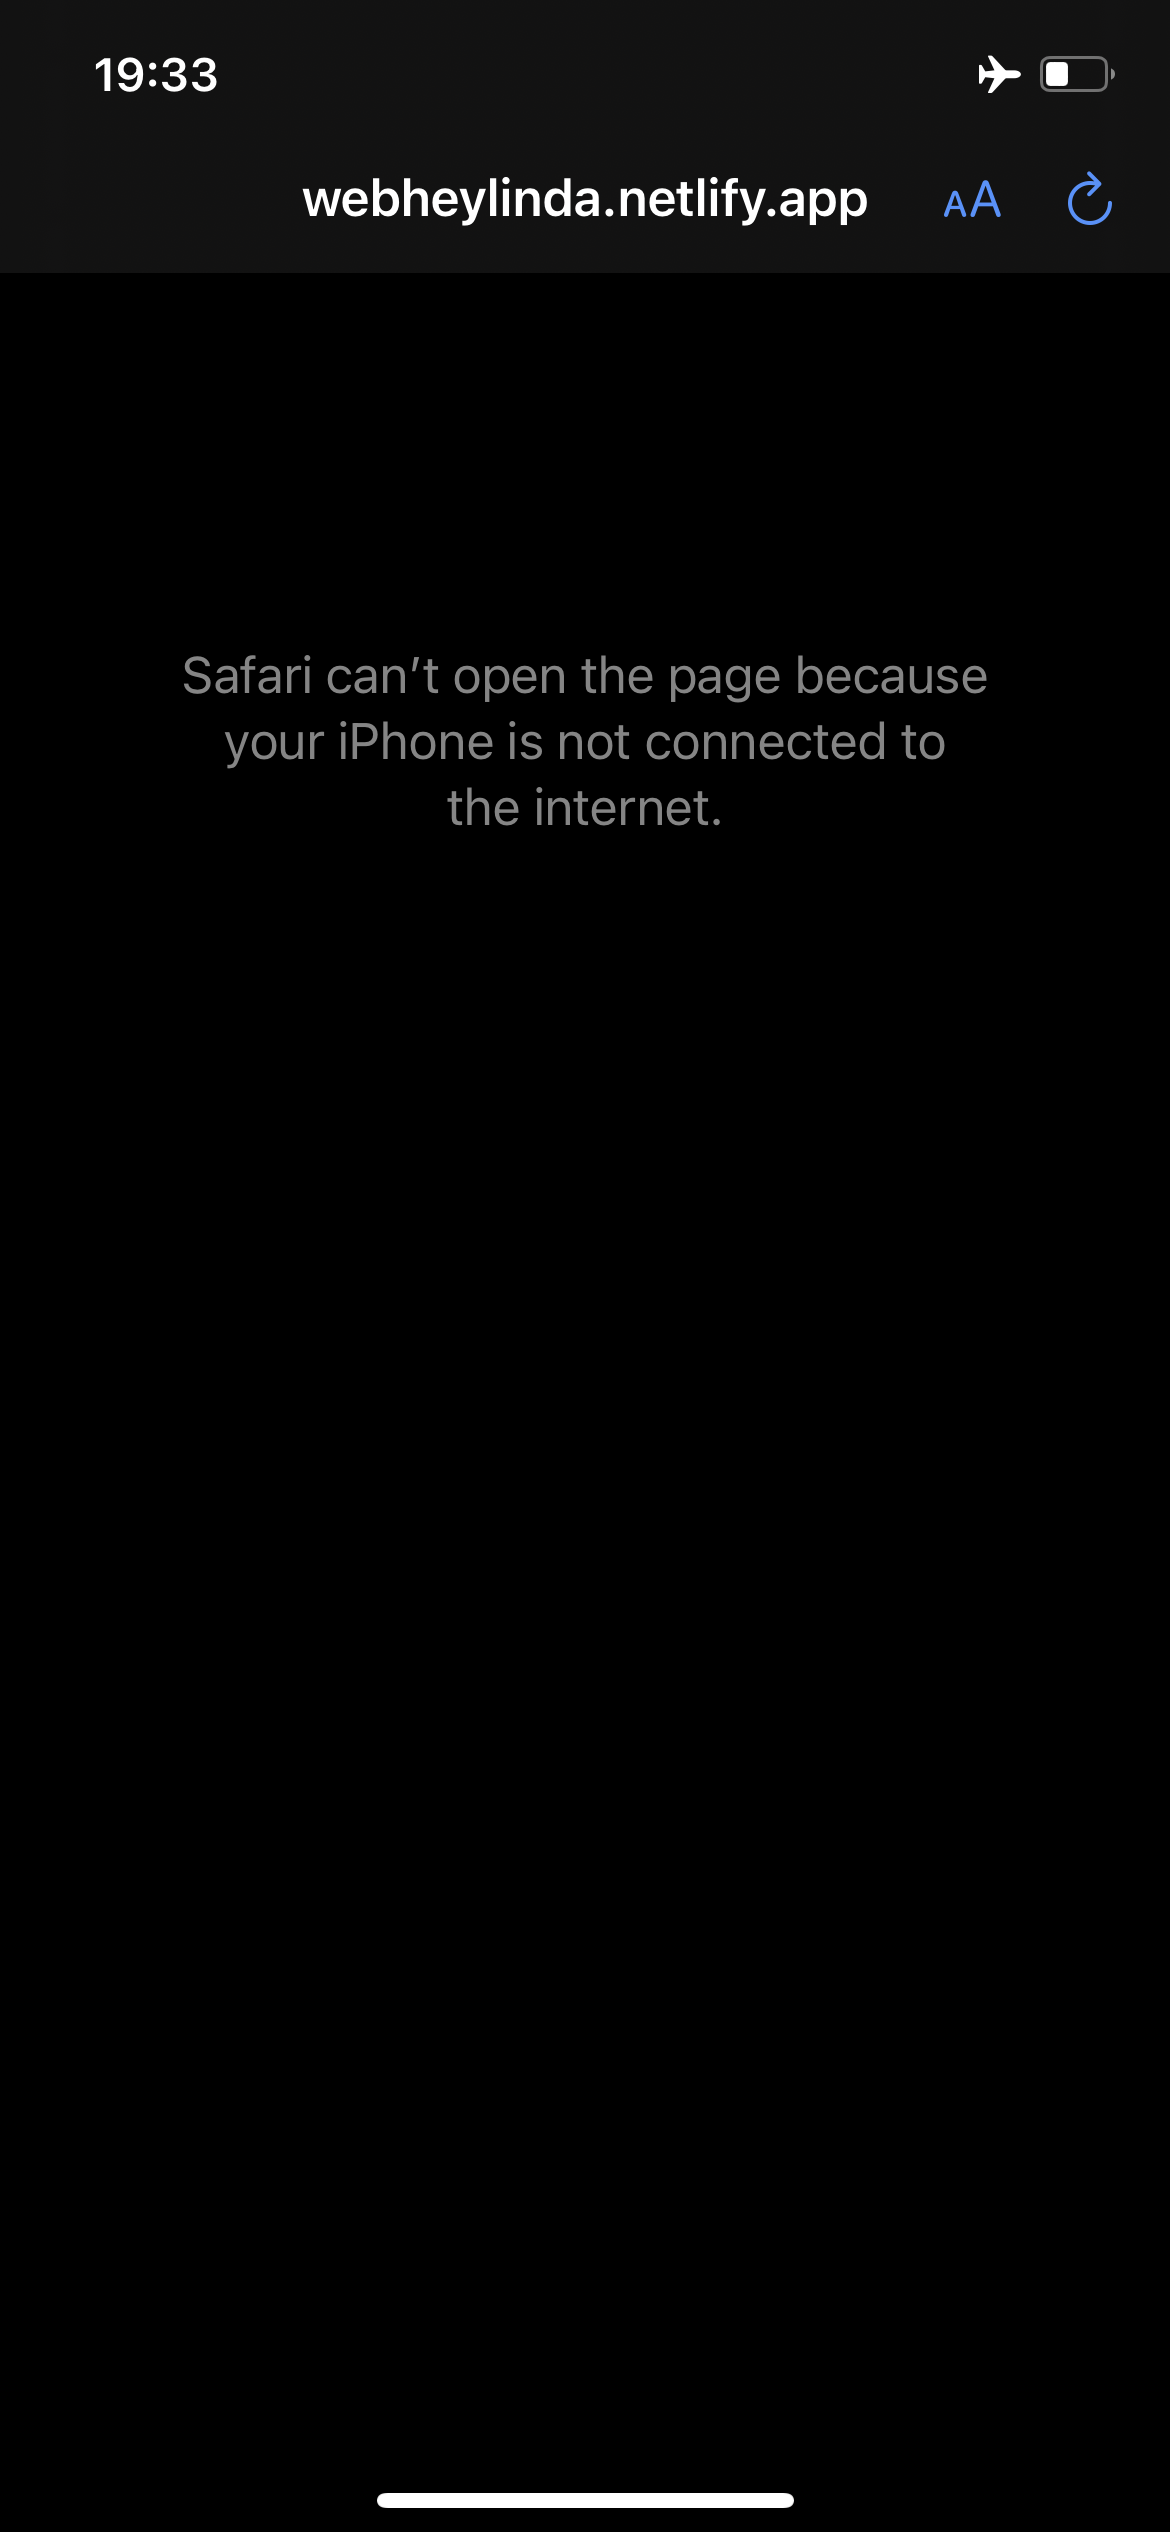 19:33
webheylinda.netlify.app AA
Safari can’t open the page because
your iPhone is not connected to
the internet.